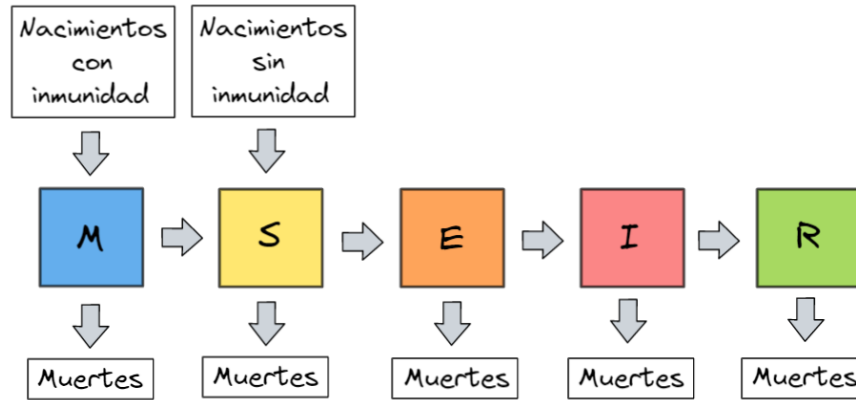 Nacimientos
con
inmunidad
Nacimientos
sin
inmunidad
M
S
E
I
R
Muertes
Muertes
Muertes
Muertes
Muertes